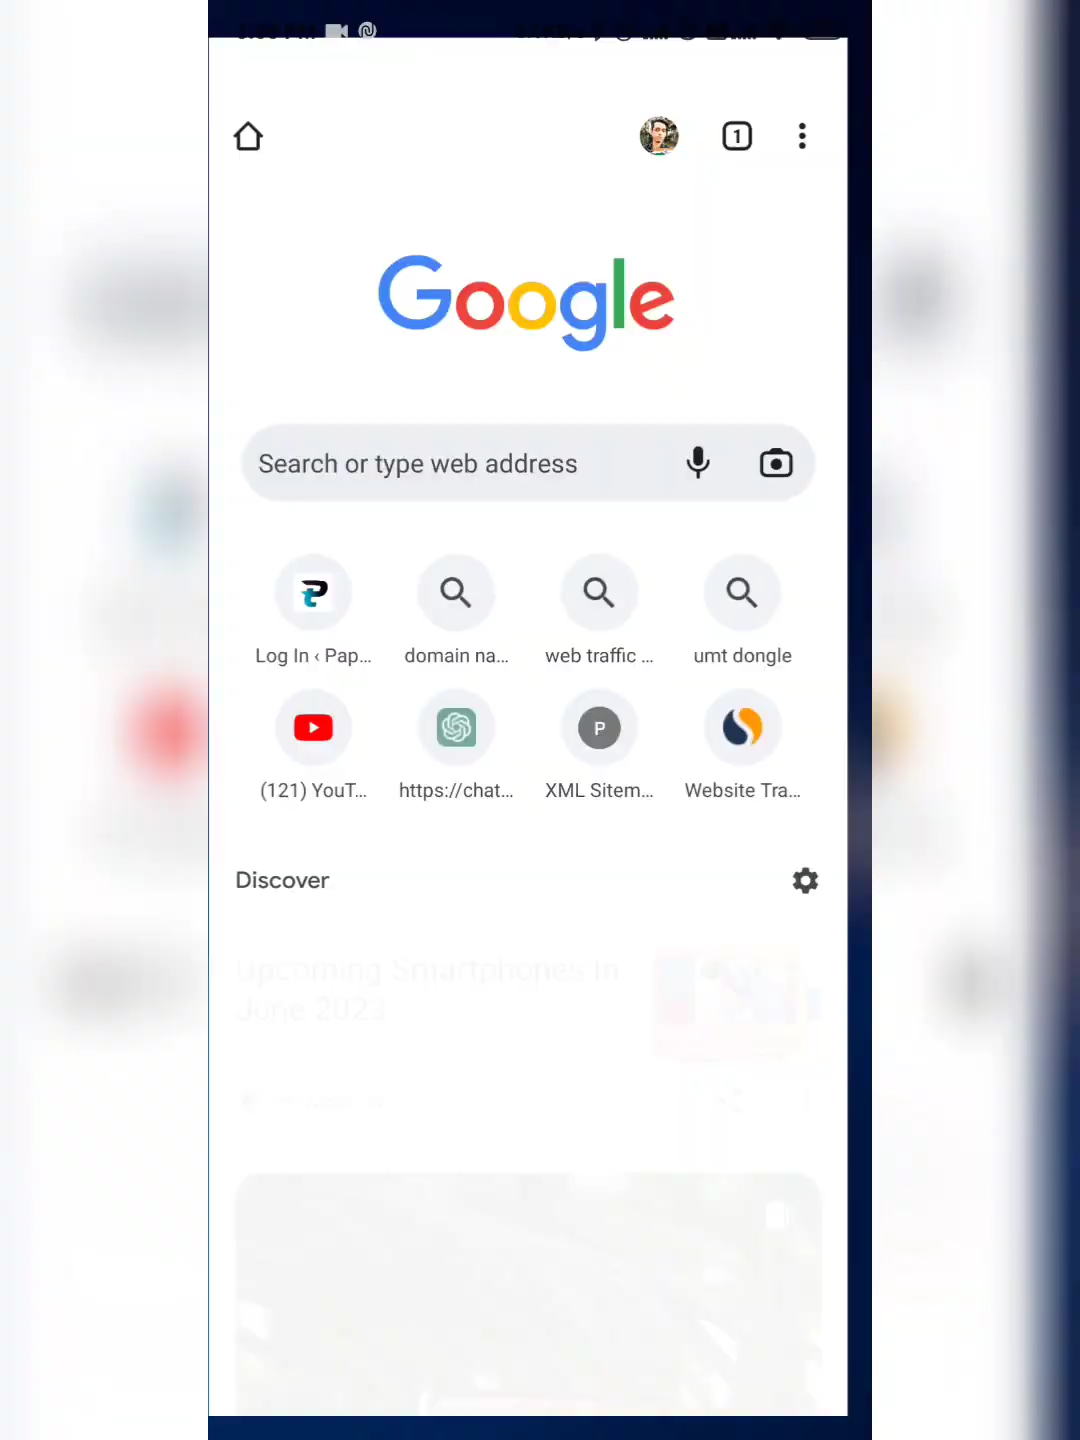 1
Google
Search or type web address
Log In ‹ Pap...
domain na...
web traffic ...
umt dongle
P
(121) YouT...
https://chat...
XML Sitem...
Website Tra...
Discover
Upcoming Smartphones In
June 2023